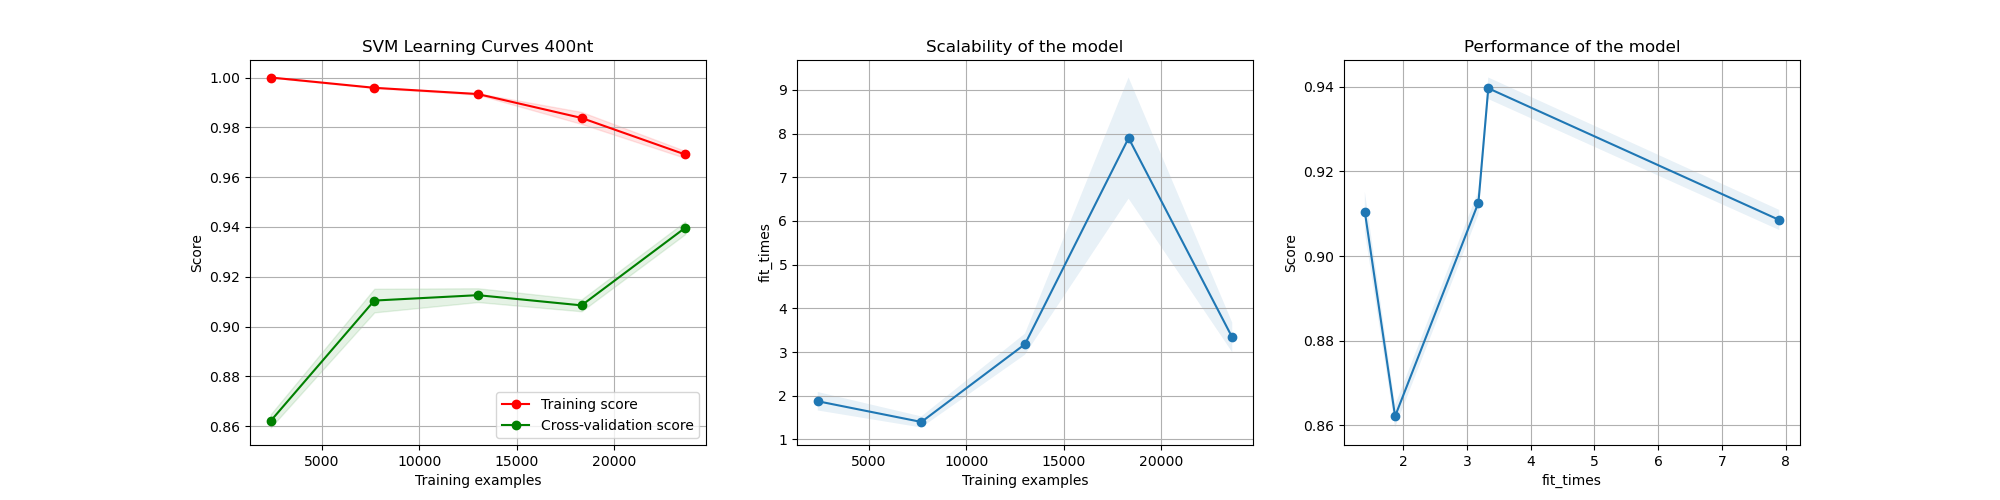 SVM Learning Curves 400nt
1.00
0.98
0.96
0.94
0.92
0.90
0.88
0.86
Score
Training score
Cross-validation score
5000 10000 15000 20000
Training examples
Scalability of the model
9
8
7
6
5
4
3
2
1
fit_times
5000 10000 15000 20000
Training examples
Performance of the model
0.94
0.92
0.90
0.88
0.86
Score
2 3 4 5 6 7 8
fit_times